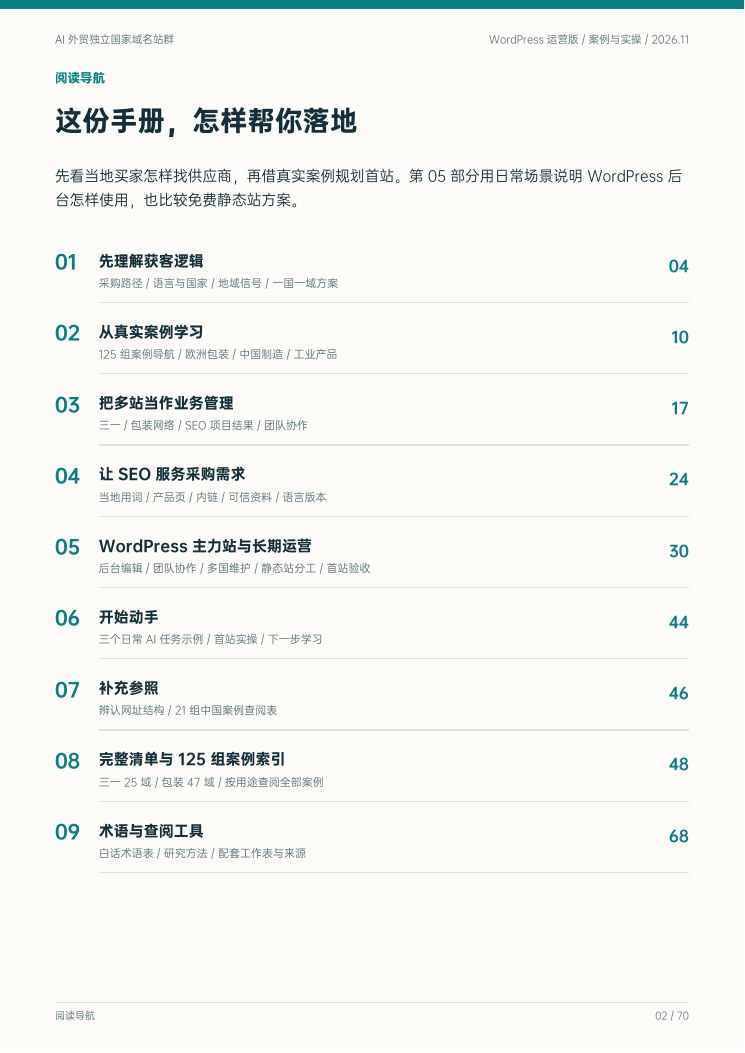 AI 外贸独立国家域名站群
WordPress 运营版 / 案例与实操 / 2026.11
阅读导航
这份手册，怎样帮你落地
先看当地买家怎样找供应商，再借真实案例规划首站。第 05 部分用日常场景说明 WordPress 后
台怎样使用，也比较免费静态站方案。
01 先理解获客逻辑 04
采购路径 / 语言与国家 / 地域信号 / 一国一域方案
02 从真实案例学习 10
125 组案例导航 / 欧洲包装 / 中国制造 / 工业产品
03 把多站当作业务管理 17
三一 / 包装网络 / SEO 项目结果 / 团队协作
04 让 SEO 服务采购需求 24
当地用词 / 产品页 / 内链 / 可信资料 / 语言版本
05 WordPress 主力站与长期运营 30
后台编辑 / 团队协作 / 多国维护 / 静态站分工 / 首站验收
06 开始动手 44
三个日常 AI 任务示例 / 首站实操 / 下一步学习
07 补充参照 46
辨认网址结构 / 21 组中国案例查阅表
08 完整清单与 125 组案例索引 48
三一 25 域 / 包装 47 域 / 按用途查阅全部案例
09 术语与查阅工具 68
白话术语表 / 研究方法 / 配套工作表与来源
阅读导航
02 / 70